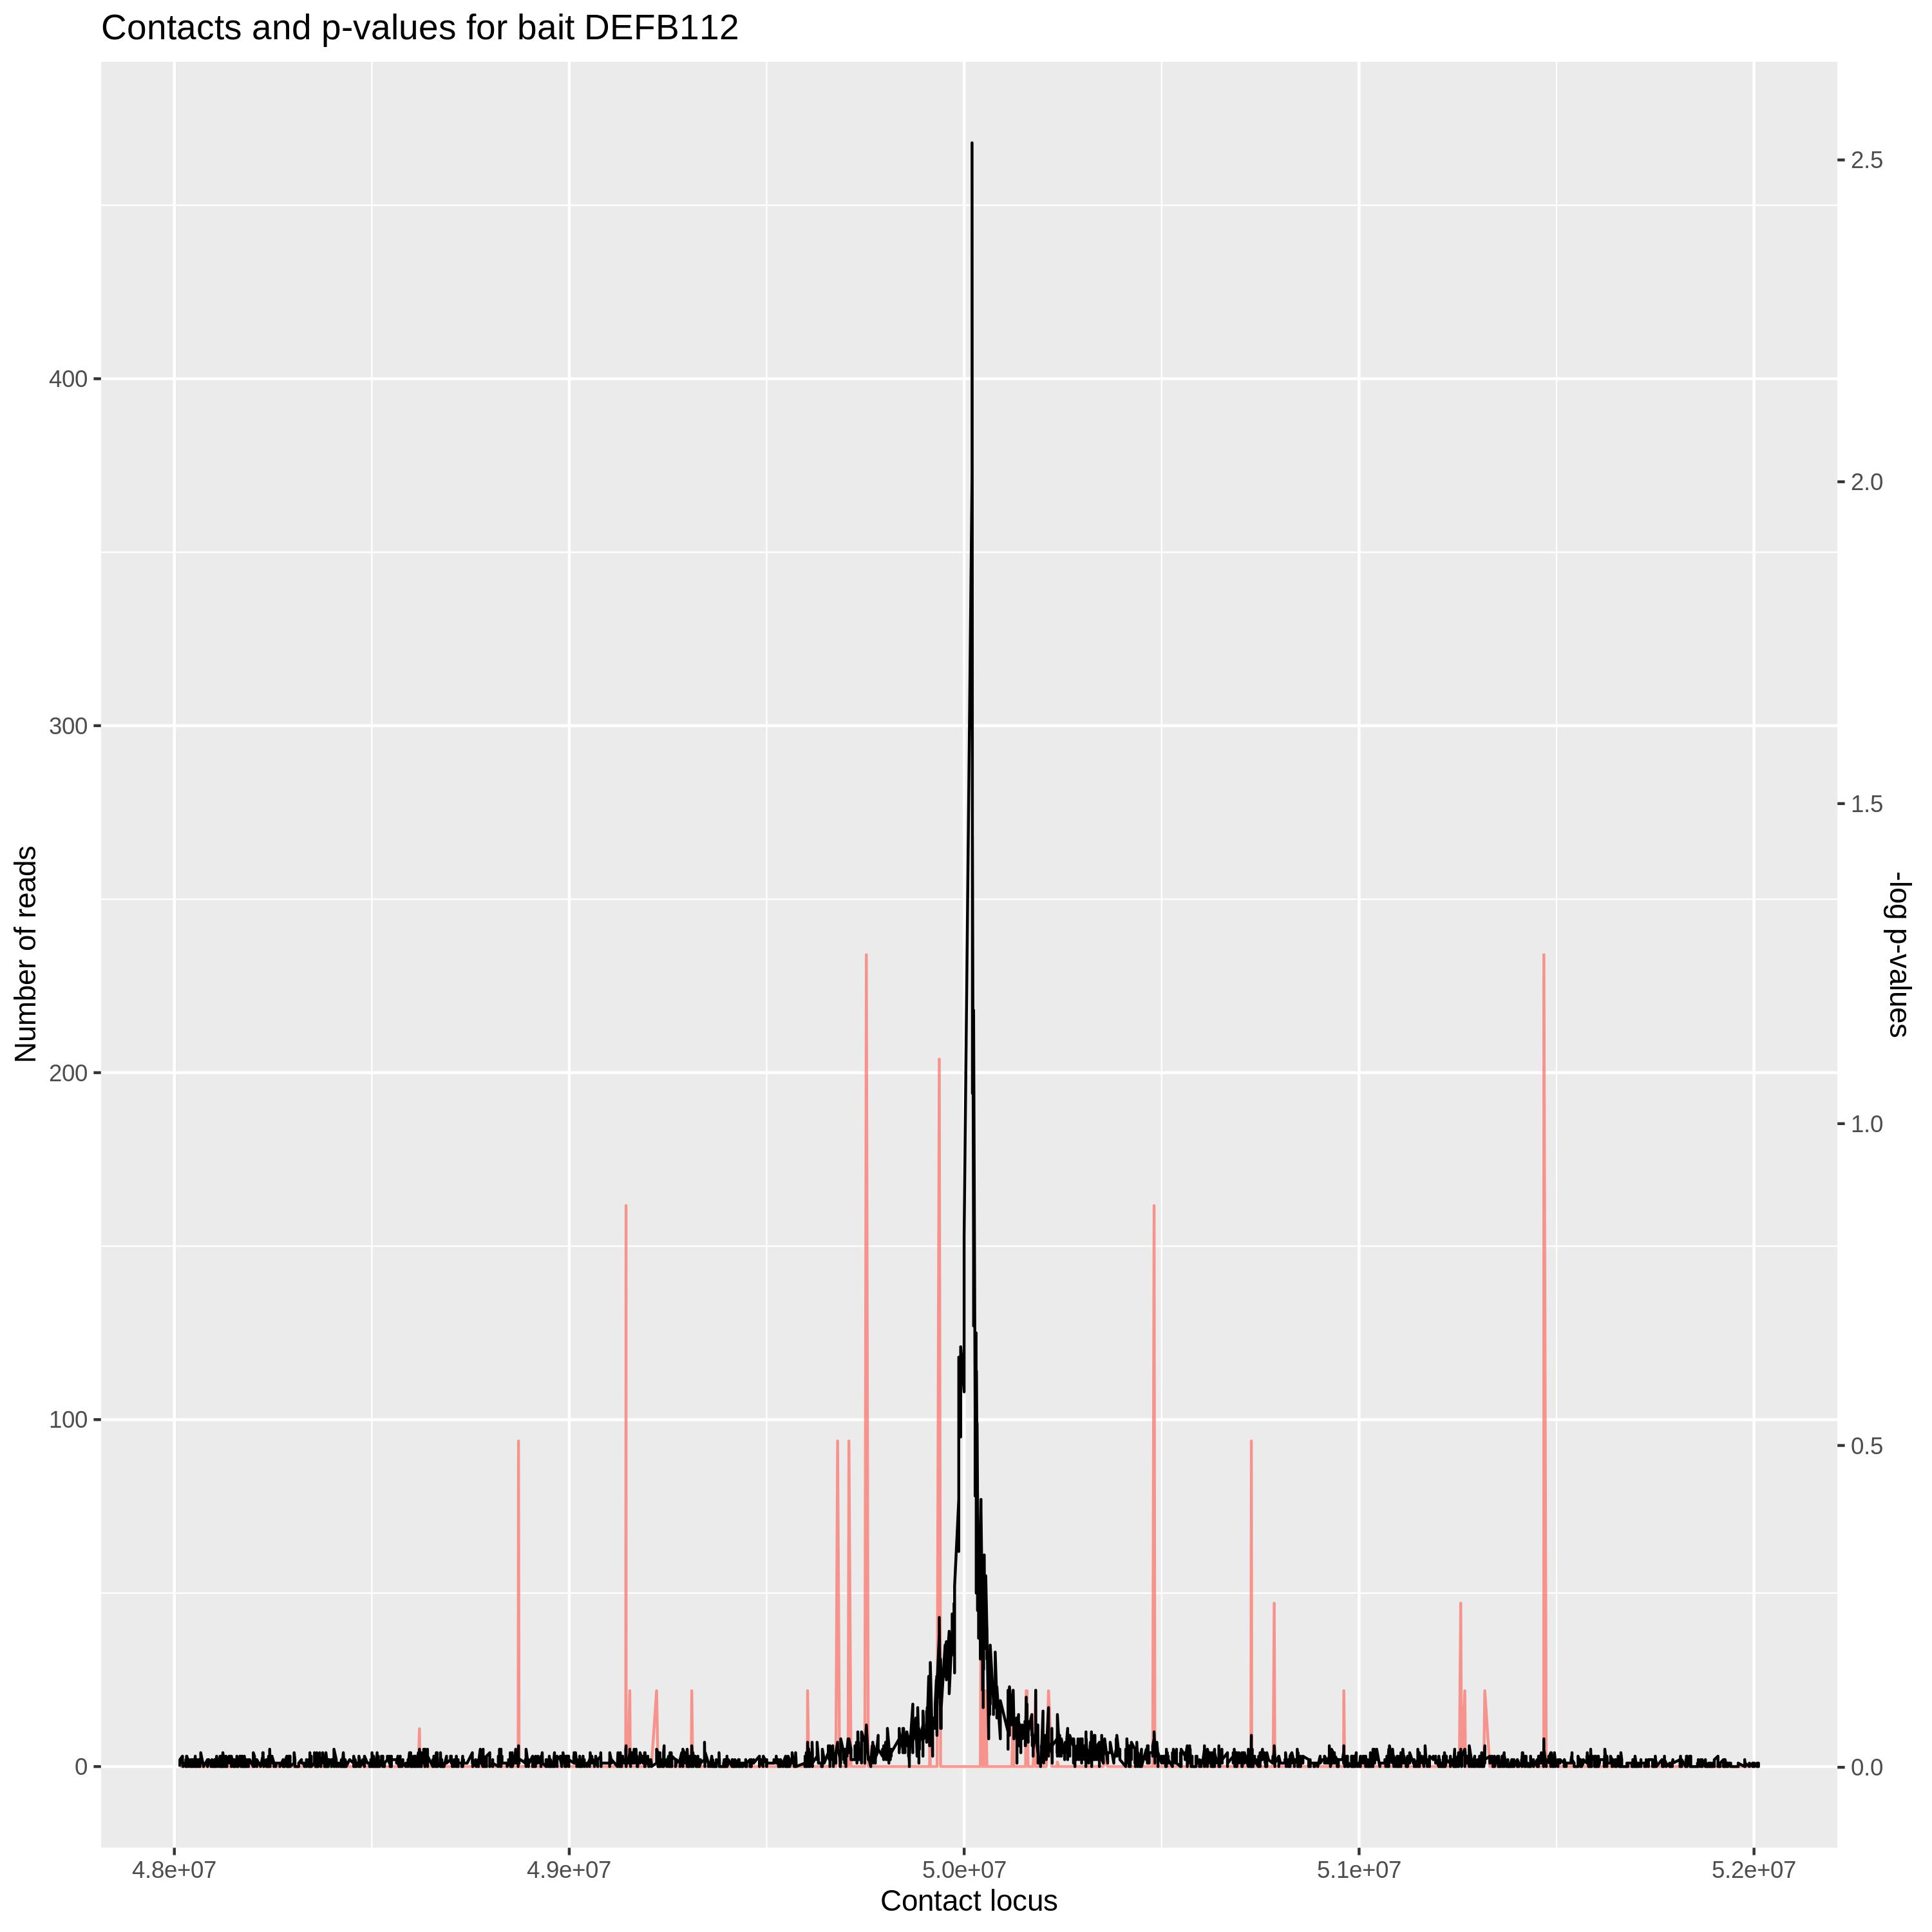 Contacts and p-values for bait DEFB112
Number of reads
400
300
200
100
0
2.5
2.0
1.5
1.0
0.5
0.0
-log p-values
4.8e+07
4.9e+07
5.0e+07
5.1e+07
5.2e+07
Contact locus